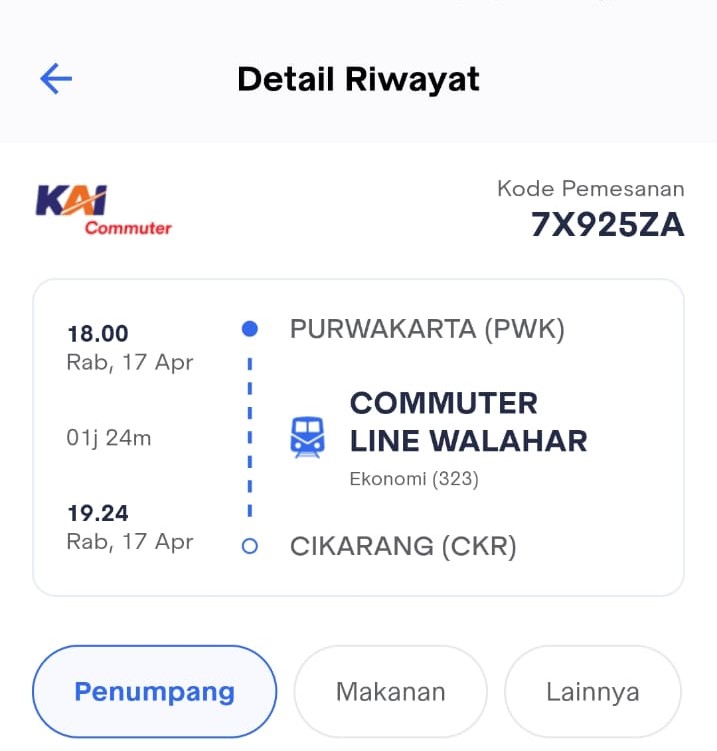 Detail Riwayat
KAI
Commuter
Kode Pemesanan
7X925ZA
18.00
Rab, 17 Apr
PURWAKARTA (PWK)
01j 24m
COMMUTER
LINE WALAHAR
Ekonomi (323)
19.24
Rab, 17 Apr
CIKARANG (CKR)
Penumpang
Makanan
Lainnya